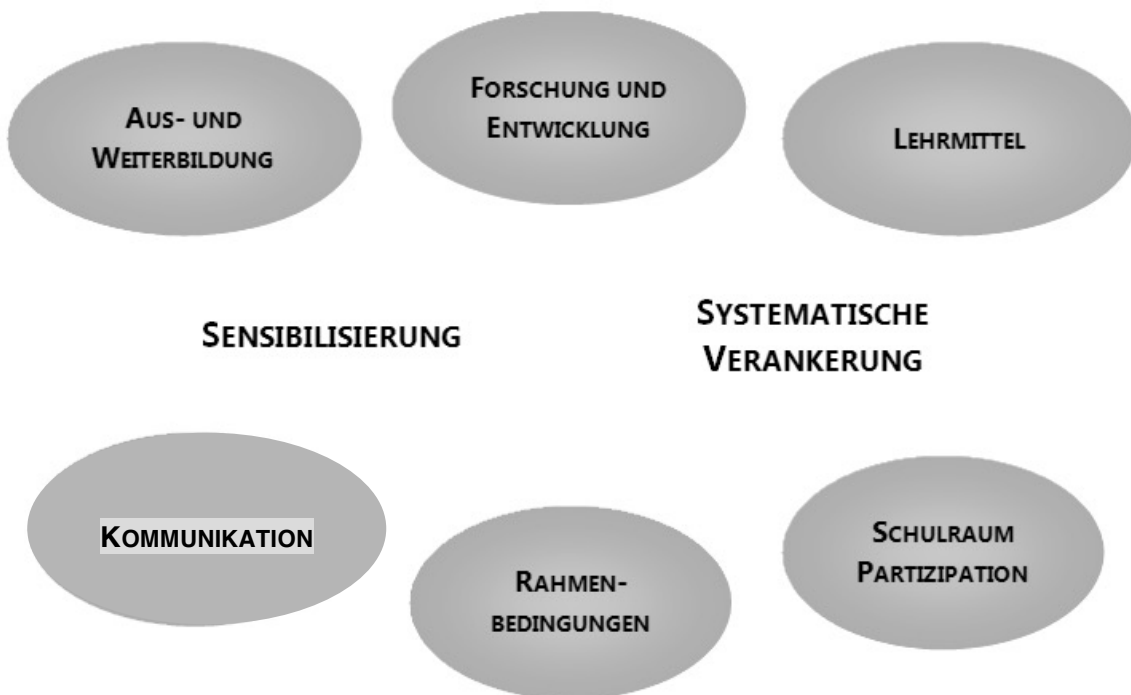 FORSCHUNG UND
ENTWICKLUNG
AUS- UND
WEITERBILDUNG
LEHRMITTEL
SENSIBILISIERUNG
SYSTEMATISCHE
VERANKERUNG
KOMMUNIKATION
SCHULRAUM
PARTIZIPATION
RAHMEN-
BEDINGUNGEN